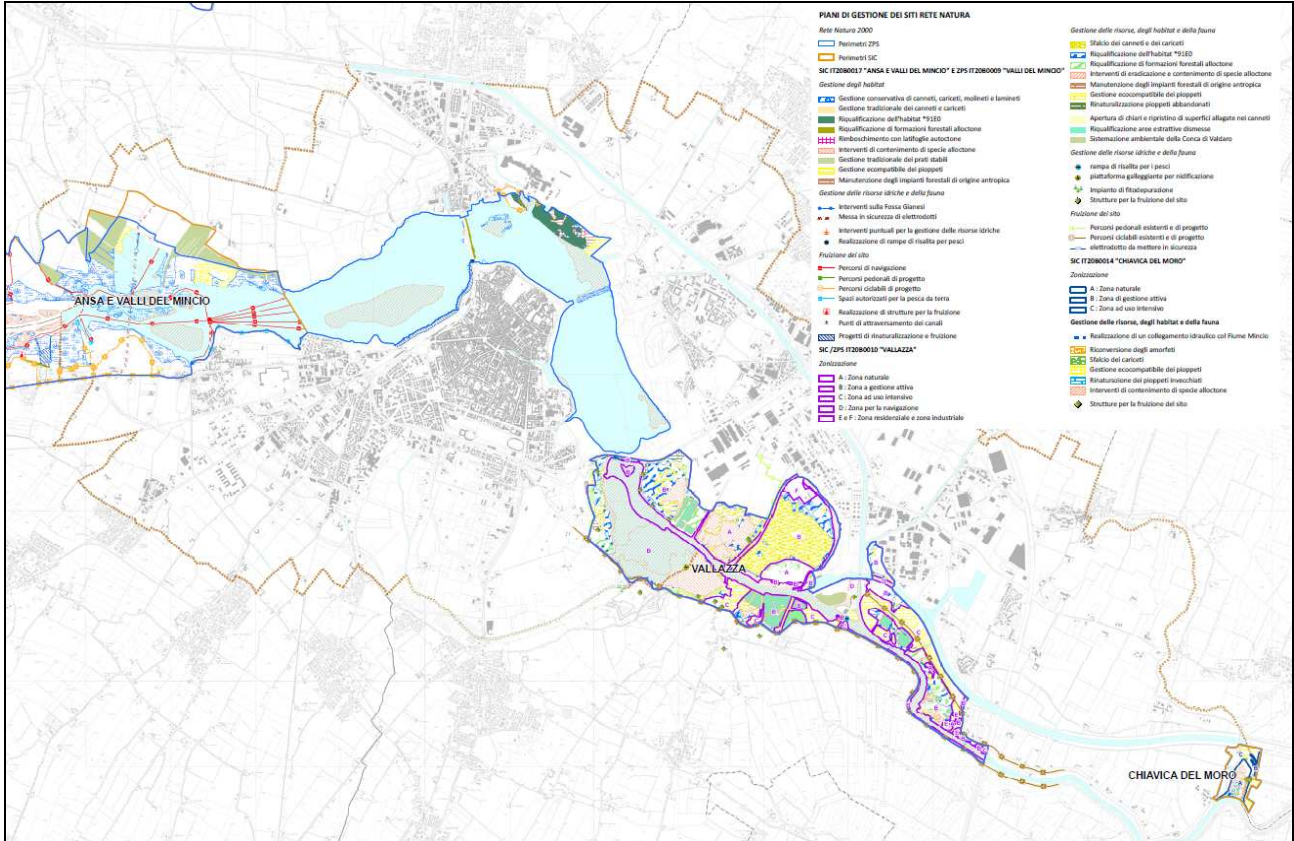 PIANI DI GESTIONE DEI SITI RETE NATURA
Rete Natura 2000
Perimetri ZPS
Perimetri SIC
SIC IT20B0017 "ANSA E VALLI DEL MINCIO" E ZPS IT20B0009 "VALLI DEL MINCIO"
Gestione degli habitat
Gestione conservativa di canneti, cariceti, molineti e lamineti
Gestione tradizionale dei canneti e cariceti
Riqualificazione dell'habitat *91E0
Riqualificazione di formazioni forestali alloctone
Rimboschimento con latifoglie autoctone
Interventi di contenimento di specie alloctone
Gestione tradizionale dei prati stabili
Gestione ecompatibile dei pioppeti
Manutenzione degli impianti forestali di origine antropica
Gestione delle risorse idriche e della fauna
Interventi sulla Fossa Gianesi
Messa in sicurezza di elettrodotti
Interventi puntuali per la gestione delle risorse idriche
Realizzazione di rampe di risalita per pesci
Fruizione del sito
Percorsi di navigazione
Percorsi pedonali di progetto
Percorsi ciclabili di progetto
Spazi autorizzati per la pesca da terra
Realizzazione di strutture per la fruizione
Punti di attraversamento dei canali
Progetti di rinaturalizzazione e fruizione
SIC /ZPS IT20B0010 "VALLAZZA"
Zonizzazione
A : Zona naturale
B : Zona a gestione attiva
C : Zona ad uso intensivo
D : Zona per la navigazione
E e F : Zona residenziale e zona industriale
Gestione delle risorse, degli habitat e della fauna
Sfalcio dei canneti e dei cariceti
Riqualificazione dell'habitat *91E0
Riqualificazione di formazioni forestali alloctone
Interventi di eradicazione e contenimento di specie alloctone
Manutenzione degli impianti forestali di origine antropica
Gestione ecocompatibile dei pioppeti
Rinaturalizzazione pioppeti abbandonati
Apertura di chiari e ripristino di superfici allagate nei canneti
Riqualificazione aree estrattive dismesse
Sistemazione ambientale della Conca di Valdaro
Gestione delle risorse idriche e della fauna
rampa di risalita per i pesci
piattaforma galleggiante per nidificazione
Impianto di fitodepurazione
Strutture per la fruizione del sito
Fruizione del sito
Percorsi pedonali esistenti e di progetto
Percorsi ciclabili esistenti e di progetto
elettrodotto da mettere in sicurezza
SIC IT20B0014 "CHIAVICA DEL MORO"
Zonizzazione
A : Zona naturale
B : Zona di gestione attiva
C : Zona ad uso intensivo
Gestione delle risorse, degli habitat e della fauna
Realizzazione di un collegamento idraulico col Fiume Mincio
Riconversione degli amorfeti
Sfalcio dei cariceti
Gestione ecocompatibile dei pioppeti
Interventi di contenimento di specie alloctone
Strutture per la fruizione del sito
ANSA E VALLI DEL MINCIO
VALLAZZA
CHIAVICA DEL MORO